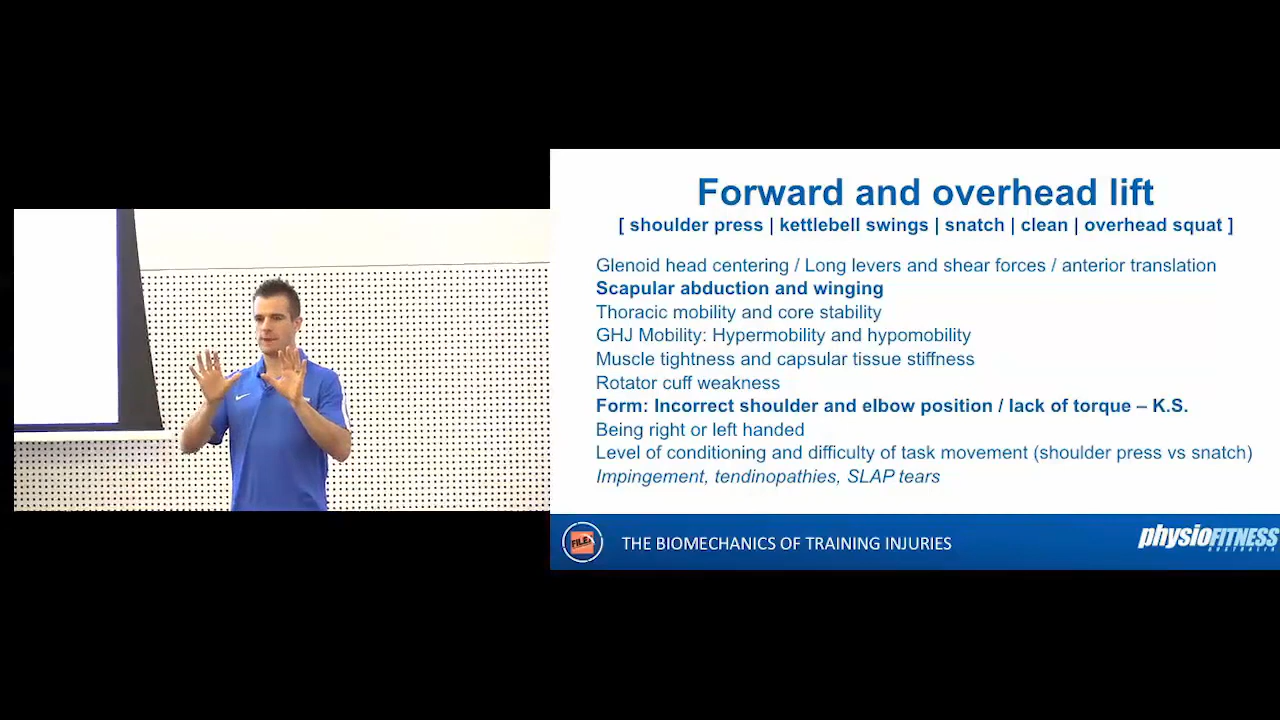 Forward and overhead lift
[ shoulder press | kettlebell swings | snatch | clean | overhead squat ]
Glenoid head centering / Long levers and shear forces / anterior translation
Scapular abduction and winging
Thoracic mobility and core stability
GHJ Mobility: Hypermobility and hypomobility
Muscle tightness and capsular tissue stiffness
Rotator cuff weakness
Form: Incorrect shoulder and elbow position / lack of torque – K.S.
Being right or left handed
Level of conditioning and difficulty of task movement (shoulder press vs snatch)
Impingement, tendinopathies, SLAP tears
FILEX
THE BIOMECHANICS OF TRAINING INJURIES
physioFITNESS
AUSTRALIA